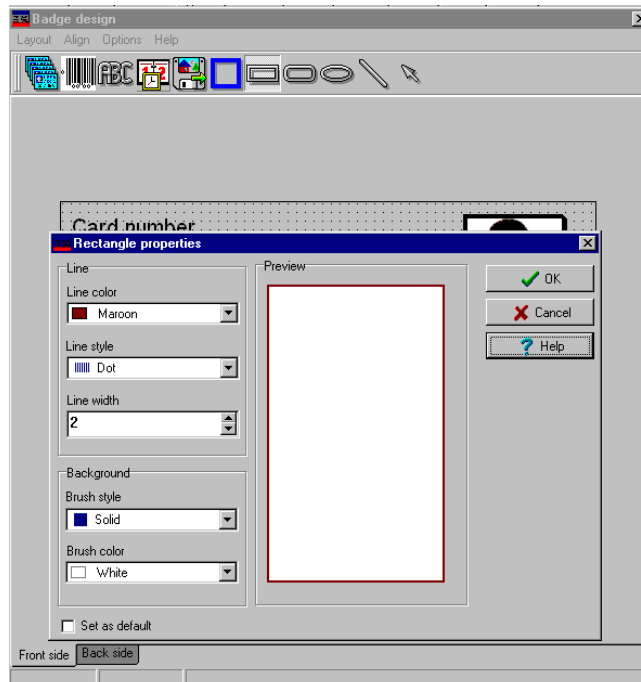 Badge design
Layout Align Options Help
ABC
Card number
Rectangle properties
Line
Line color
Maroon
Line style
Dot
Line width
2
Background
Brush style
Solid
Brush color
White
Set as default
Preview
OK
Cancel
? Help
Front side Back side